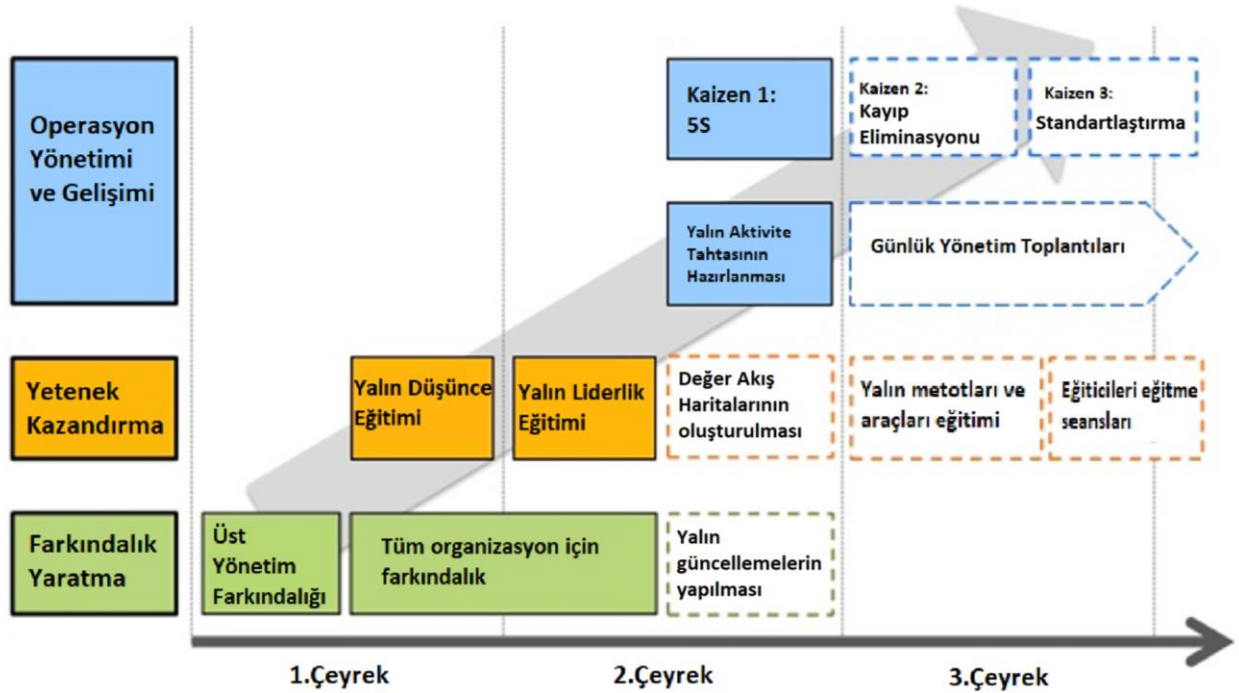 Operasyon
Yönetimi
ve Gelişimi
Kaizen 1:
5S
Kaizen 2:
Kayıp
Eliminasyonu
Kaizen 3:
Standartlaştırma
Yalın Aktivite
Tahtasının
Hazırlanması
Günlük Yönetim Toplantıları
Yetenek
Kazandırma
Yalın Düşünce
Eğitimi
Yalın Liderlik
Eğitimi
Değer Akış
Haritalarının
oluşturulması
Yalın metotları ve
araçları eğitimi
Eğiticileri eğitme
seansları
Farkındalık
Yaratma
Üst
Yönetim
Farkındalığı
Tüm organizasyon için
farkındalık
Yalın
güncellemelerin
yapılması
1.Çeyrek
2.Çeyrek
3.Çeyrek